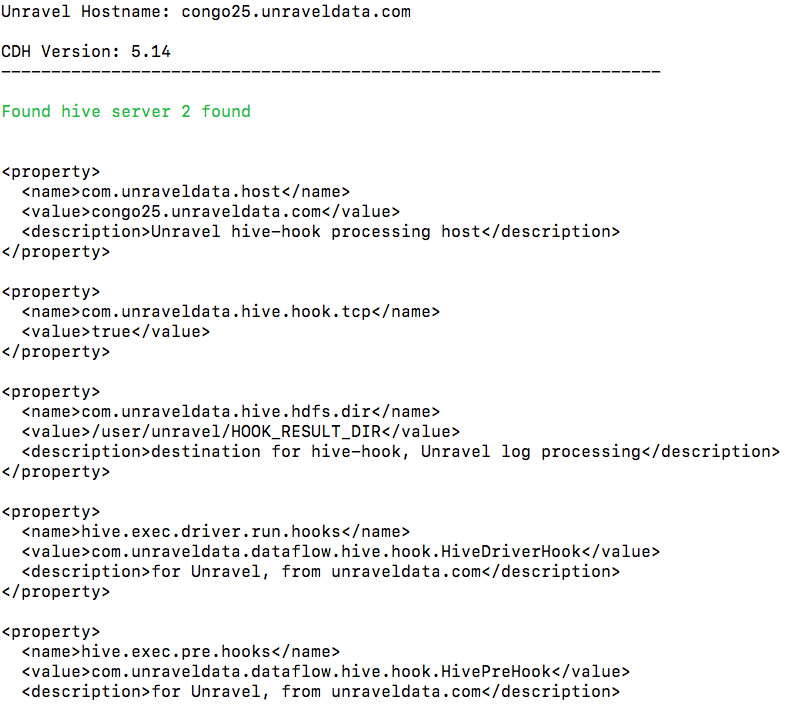 Unravel Hostname: congo25.unraveldata.com
CDH Version: 5.14
------------------------------------------------------------------
Found hive server 2 found
<property>
<name>com.unraveldata.host</name>
<value>congo25.unraveldata.com</value>
<description>Unravel hive-hook processing host</description>
</property>
<property>
<name>com.unraveldata.hive.hook.tcp</name>
<value>true</value>
</property>
<property>
<name>com.unraveldata.hive.hdfs.dir</name>
<value>/user/unravel/HOOK_RESULT_DIR</value>
<description>destination for hive-hook, Unravel log processing</description>
</property>
<property>
<name>hive.exec.driver.run.hooks</name>
<value>com.unraveldata.dataflow.hive.hook.HiveDriverHook</value>
<description>for Unravel, from unraveldata.com</description>
</property>
<property>
<name>hive.exec.pre.hooks</name>
<value>com.unraveldata.dataflow.hive.hook.HivePreHook</value>
<description>for Unravel, from unraveldata.com</description>